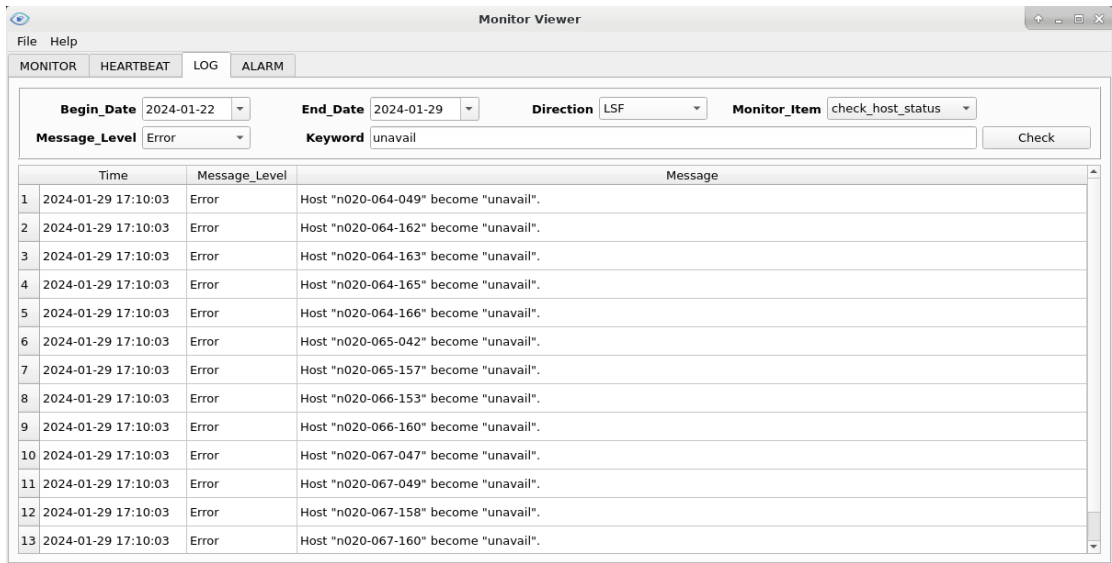 Monitor Viewer
File Help
MONITOR HEARTBEAT LOG ALARM
Begin_Date 2024-01-22 End_Date 2024-01-29 Direction LSF Monitor_Item check_host_status
Message_Level Error Keyword unavail Check
Time Message_Level Message
1 2024-01-29 17:10:03 Error Host "n020-064-049" become "unavail".
2 2024-01-29 17:10:03 Error Host "n020-064-162" become "unavail".
3 2024-01-29 17:10:03 Error Host "n020-064-163" become "unavail".
4 2024-01-29 17:10:03 Error Host "n020-064-165" become "unavail".
5 2024-01-29 17:10:03 Error Host "n020-064-166" become "unavail".
6 2024-01-29 17:10:03 Error Host "n020-065-042" become "unavail".
7 2024-01-29 17:10:03 Error Host "n020-065-157" become "unavail".
8 2024-01-29 17:10:03 Error Host "n020-066-153" become "unavail".
9 2024-01-29 17:10:03 Error Host "n020-066-160" become "unavail".
10 2024-01-29 17:10:03 Error Host "n020-067-047" become "unavail".
11 2024-01-29 17:10:03 Error Host "n020-067-049" become "unavail".
12 2024-01-29 17:10:03 Error Host "n020-067-158" become "unavail".
13 2024-01-29 17:10:03 Error Host "n020-067-160" become "unavail".